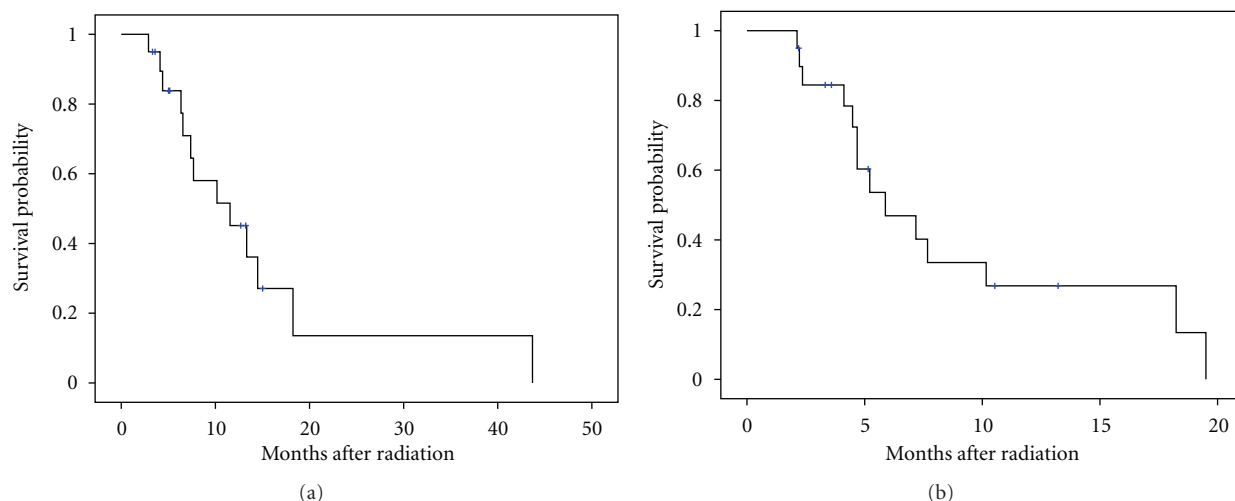 1
0.8
0.6
0.4
0.2
0
Survival probability
0 10 20 30 40 50
Months after radiation
(a)
1
0.8
0.6
0.4
0.2
0
Survival probability
0 5 10 15 20
Months after radiation
(b)